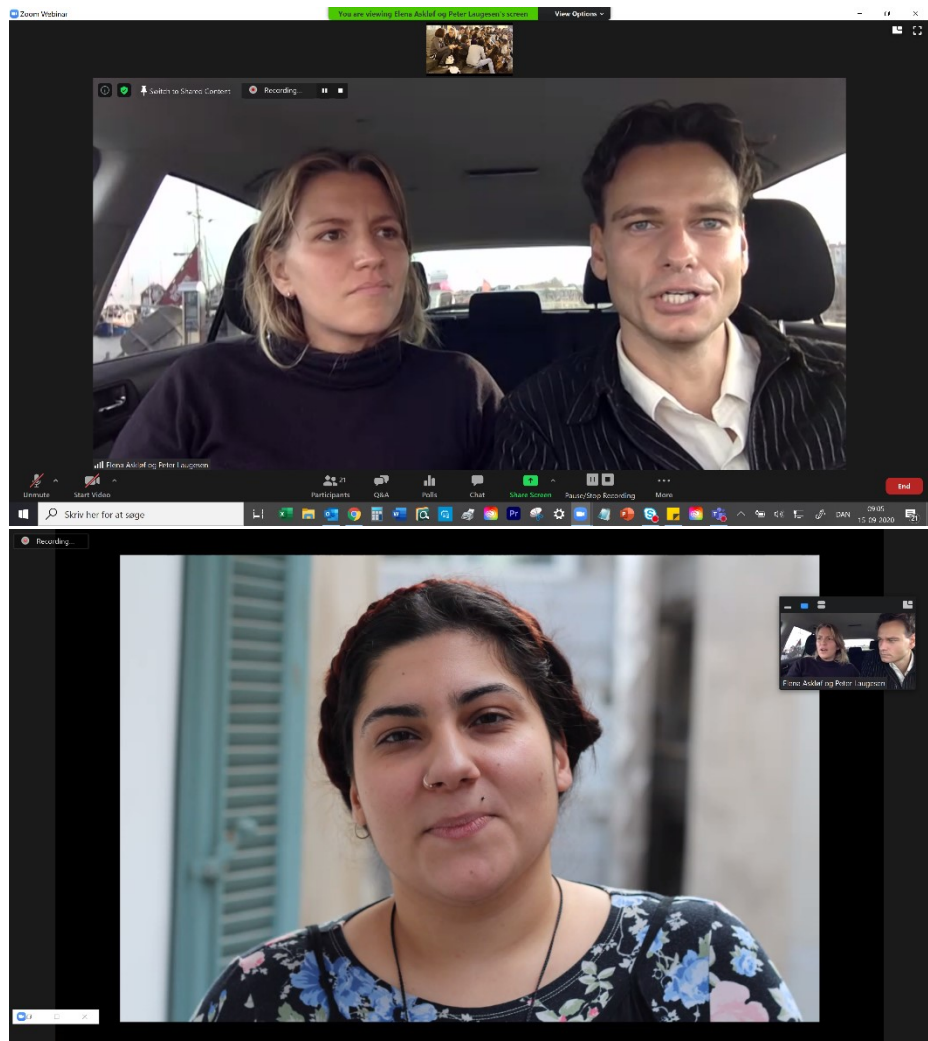 Zoom Webinar
You are viewing Elena Askløf og Peter Laugesen's screen
View Options
Switch to Shared Content
Recording...
Elena Askløf og Peter Laugesen
Unmute
Start Video
Participants
21
Q&A
Polls
Chat
Share Screen
Pause/Stop Recording
More
End
Skriv her for at søge
DAN
09:05
15-09-2020
21
Recording...
Elena Askløf og Peter Laugesen